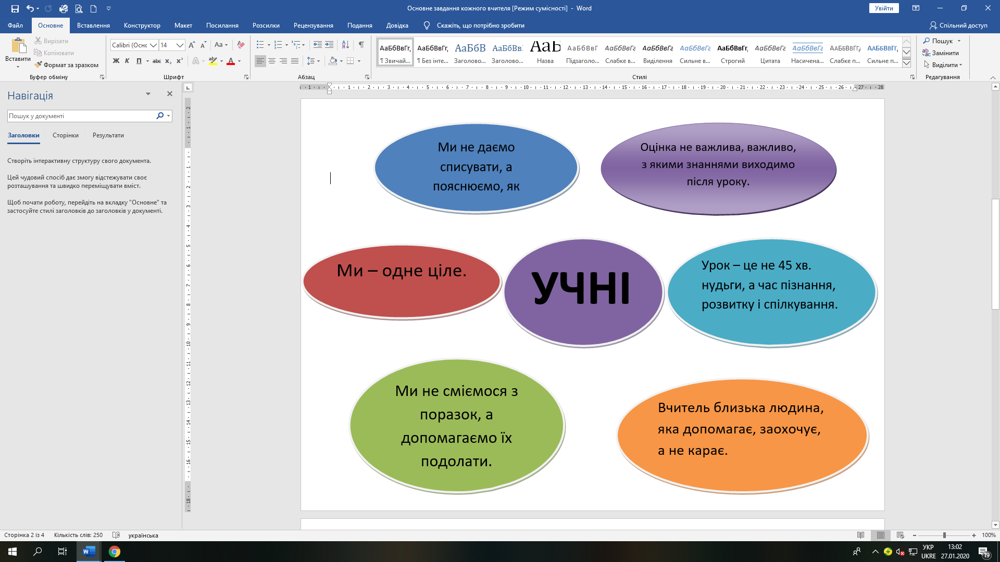 Основне завдання кожного вчителя [Режим сумісності] - Word
Увійти
Файл Основне Вставлення Конструктор Макет Посилання Розсилки Рецензування Подання Довідка Скажіть, що потрібно зробити Спільний доступ
Вставити
Вирізати
Копіювати
Формат за зразком
Буфер обміну
Calibri (Оснс 14
Ж К П abc x₂ x²
Шрифт
Абзац
АаБбВвГг, АаБбВвГг, АаБбВ АаБбВв АаБ АаБбВвГ АаБбВвГг АаБбВвГг АаБбВвГг АаБбВвГг, АаБбВвГг АаБбВвГг ААББВВГГД ААББВВГГ,
¶ Звичай... ¶ Без інте... Заголово... Заголово... Назва Підзаголо... Слабке в... Виділення Сильне в... Строгий Цитата Насичена... Слабке п... Сильне п...
Стилі
Пошук
Замінити
Виділити
Редагування
Навігація
Пошук у документі
Заголовки Сторінки Результати
Створіть інтерактивну структуру свого документа.
Цей чудовий спосіб дає змогу відстежувати своє
розташування та швидко переміщувати вміст.
Щоб почати роботу, перейдіть на вкладку "Основне" та
застосуйте стилі заголовків до заголовків у документі.
Ми не даємо
списувати, а
пояснюємо, як
Оцінка не важлива, важливо,
з якими знаннями виходимо
після уроку.
Ми – одне ціле.
УЧНІ
Урок – це не 45 хв.
нудьги, а час пізнання,
розвитку і спілкування.
Ми не сміємося з
поразок, а
допомагаємо їх
подолати.
Вчитель близька людина,
яка допомагає, заохочує,
а не карає.
Сторінка 2 із 4 Кількість слів: 250 українська 100%
УКР
UKRE
13:02
27.01.2020
19